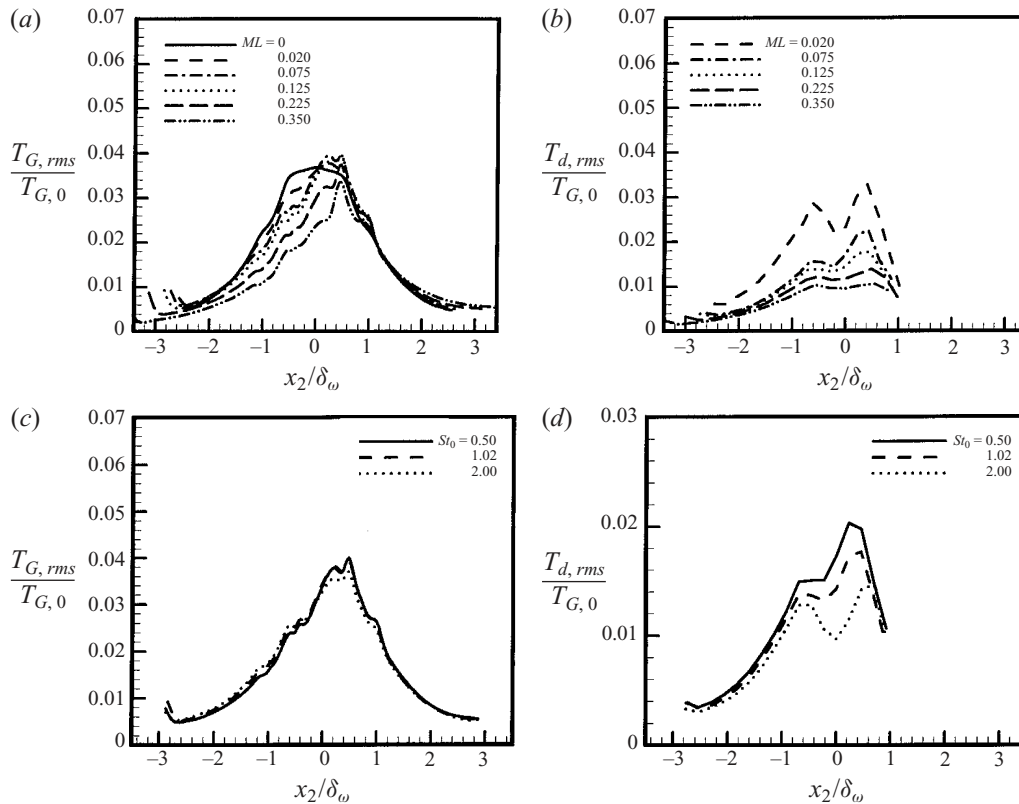 (a)
0.07
0.06
0.05
0.04
0.03
0.02
0.01
0
ML = 0
0.020
0.075
0.125
0.225
0.350
T_{G, rms}
T_{G, 0}
−3 −2 −1 0 1 2 3
x_2/δ_ω
(b)
0.07
0.06
0.05
0.04
0.03
0.02
0.01
0
ML = 0.020
0.075
0.125
0.225
0.350
T_{d, rms}
T_{G, 0}
−3 −2 −1 0 1 2 3
x_2/δ_ω
(c)
0.07
0.06
0.05
0.04
0.03
0.02
0.01
0
St_0 = 0.50
1.02
2.00
T_{G, rms}
T_{G, 0}
−3 −2 −1 0 1 2 3
x_2/δ_ω
(d)
0.03
0.02
0.01
0
St_0 = 0.50
1.02
2.00
T_{d, rms}
T_{G, 0}
−3 −2 −1 0 1 2 3
x_2/δ_ω